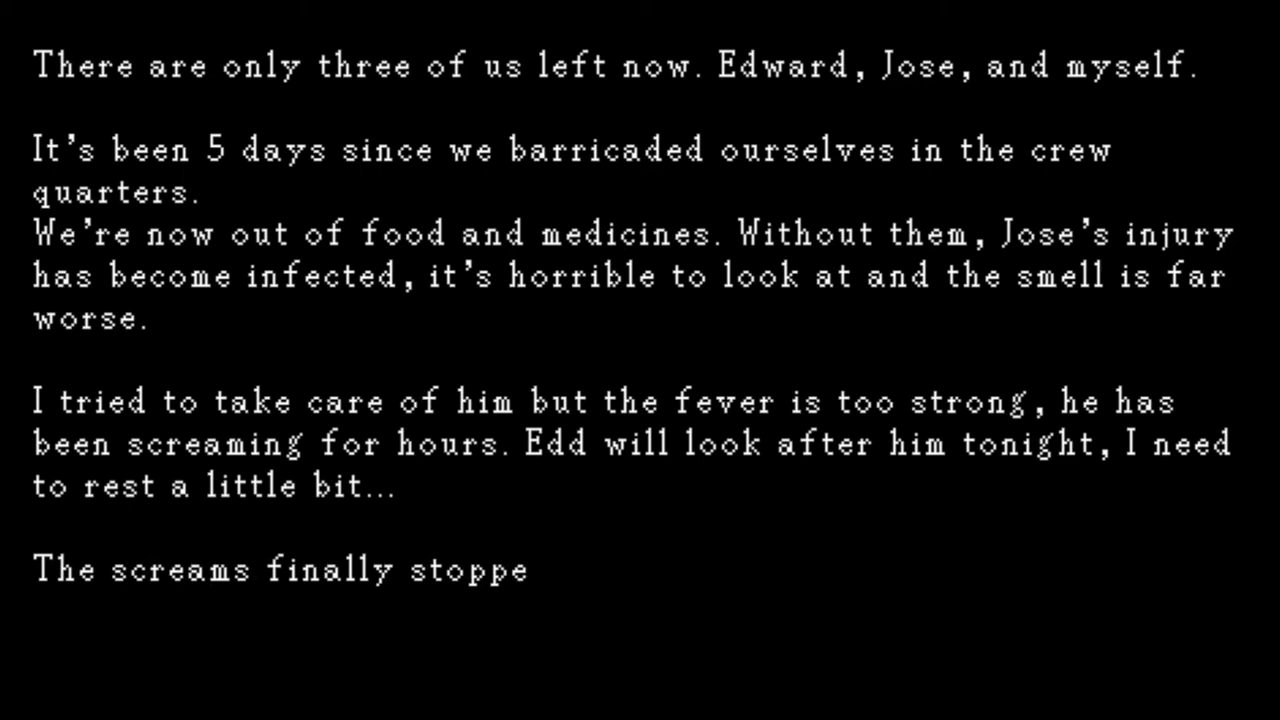 There are only three of us left now. Edward, Jose, and myself.
It's been 5 days since we barricaded ourselves in the crew
quarters.
We're now out of food and medicines. Without them, Jose's injury
has become infected, it's horrible to look at and the smell is far
worse.
I tried to take care of him but the fever is too strong, he has
been screaming for hours. Edd will look after him tonight, I need
to rest a little bit...
The screams finally stoppe